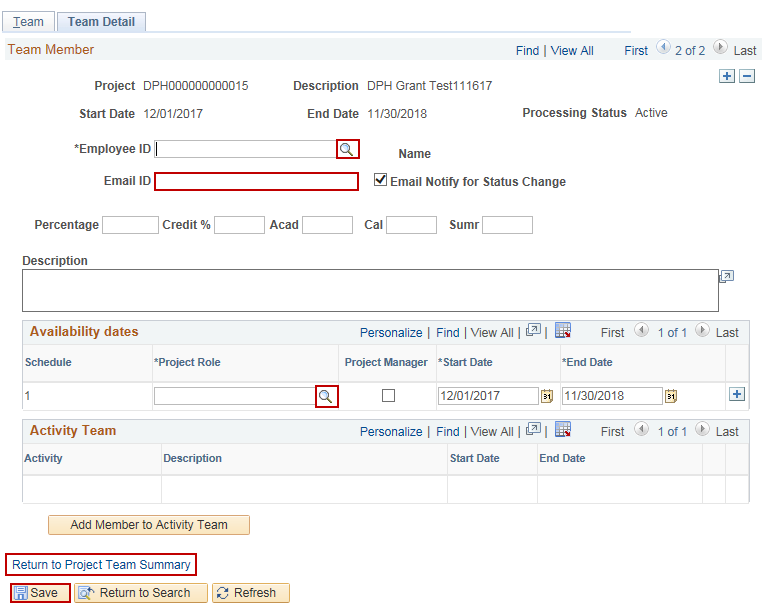 Team Team Detail
Team Member Find | View All First 2 of 2 Last
Project DPH000000000015 Description DPH Grant Test111617
Start Date 12/01/2017 End Date 11/30/2018 Processing Status Active
*Employee ID Name
Email ID Email Notify for Status Change
Percentage Credit % Acad Cal Sumr
Description
Availability dates Personalize | Find | View All | | First 1 of 1 Last
Schedule *Project Role Project Manager *Start Date *End Date
1 12/01/2017 31 11/30/2018 31
Activity Team Personalize | Find | View All | | First 1 of 1 Last
Activity Description Start Date End Date
Add Member to Activity Team
Return to Project Team Summary
Save Return to Search Refresh